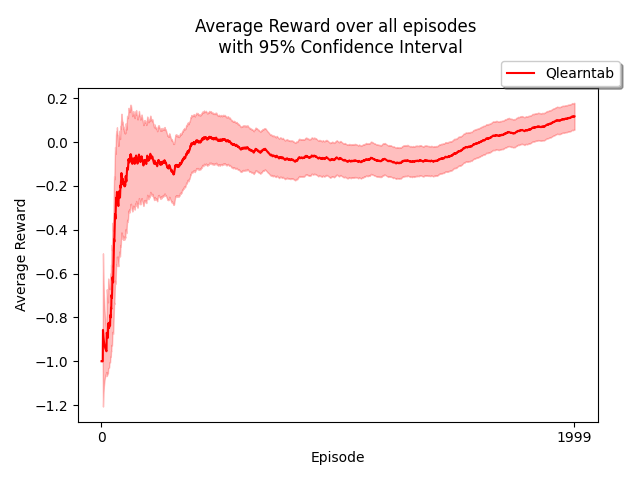 Average Reward over all episodes
with 95% Confidence Interval
Qlearntab
0.2
0.0
−0.2
−0.4
−0.6
−0.8
−1.0
−1.2
Average Reward
0
1999
Episode